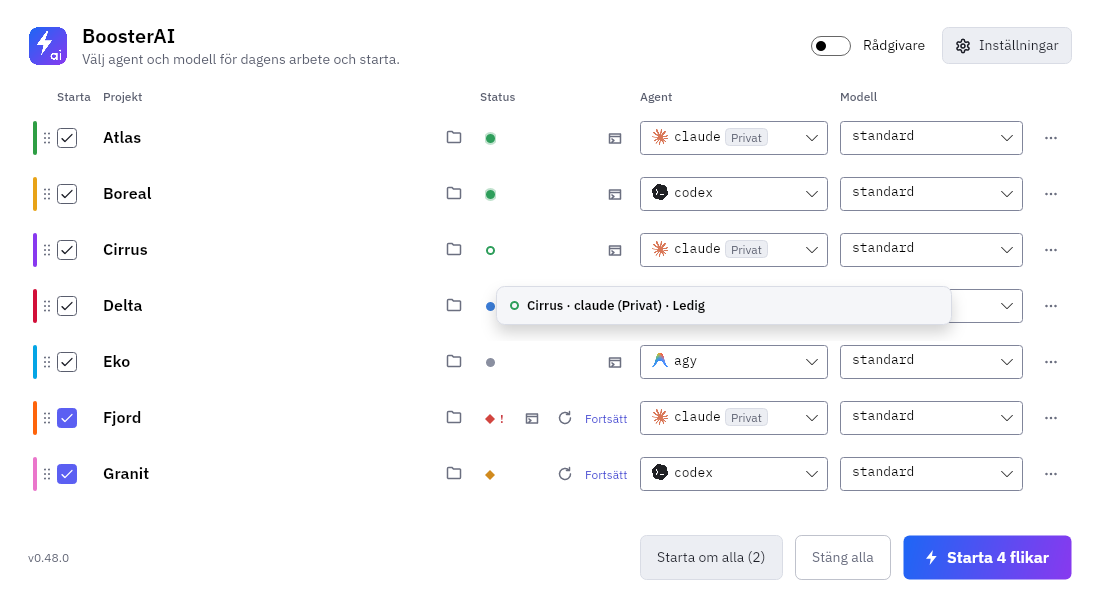 ai
BoosterAI
Välj agent och modell för dagens arbete och starta.
Rådgivare
Inställningar
Starta Projekt Status Agent Modell
Atlas claude Privat standard
Boreal codex standard
Cirrus claude Privat standard
Delta
Cirrus · claude (Privat) · Ledig
Eko agy standard
Fjord ! Fortsätt claude Privat standard
Granit Fortsätt codex standard
v0.48.0
Starta om alla (2)
Stäng alla
Starta 4 flikar